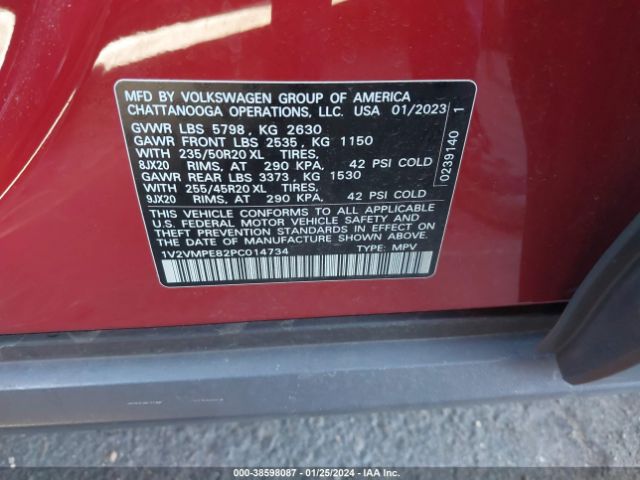 MFD BY VOLKSWAGEN GROUP OF AMERICA
CHATTANOOGA OPERATIONS, LLC. USA 01/2023
GVWR LBS 5798, KG 2630
GAWR FRONT LBS 2535, KG 1150
WITH 235/50R20 XL TIRES,
8JX20 RIMS, AT 290 KPA, 42 PSI COLD
GAWR REAR LBS 3373, KG 1530
WITH 255/45R20 XL TIRES,
9JX20 RIMS, AT 290 KPA, 42 PSI COLD
THIS VEHICLE CONFORMS TO ALL APPLICABLE
U.S. FEDERAL MOTOR VEHICLE SAFETY AND
THEFT PREVENTION STANDARDS IN EFFECT ON
THE DATE OF MANUFACTURE SHOWN ABOVE
1V2VMPE82PC014734 TYPE: MPV
0239140 1
000-38598087 - 01/25/2024 - IAA Inc.